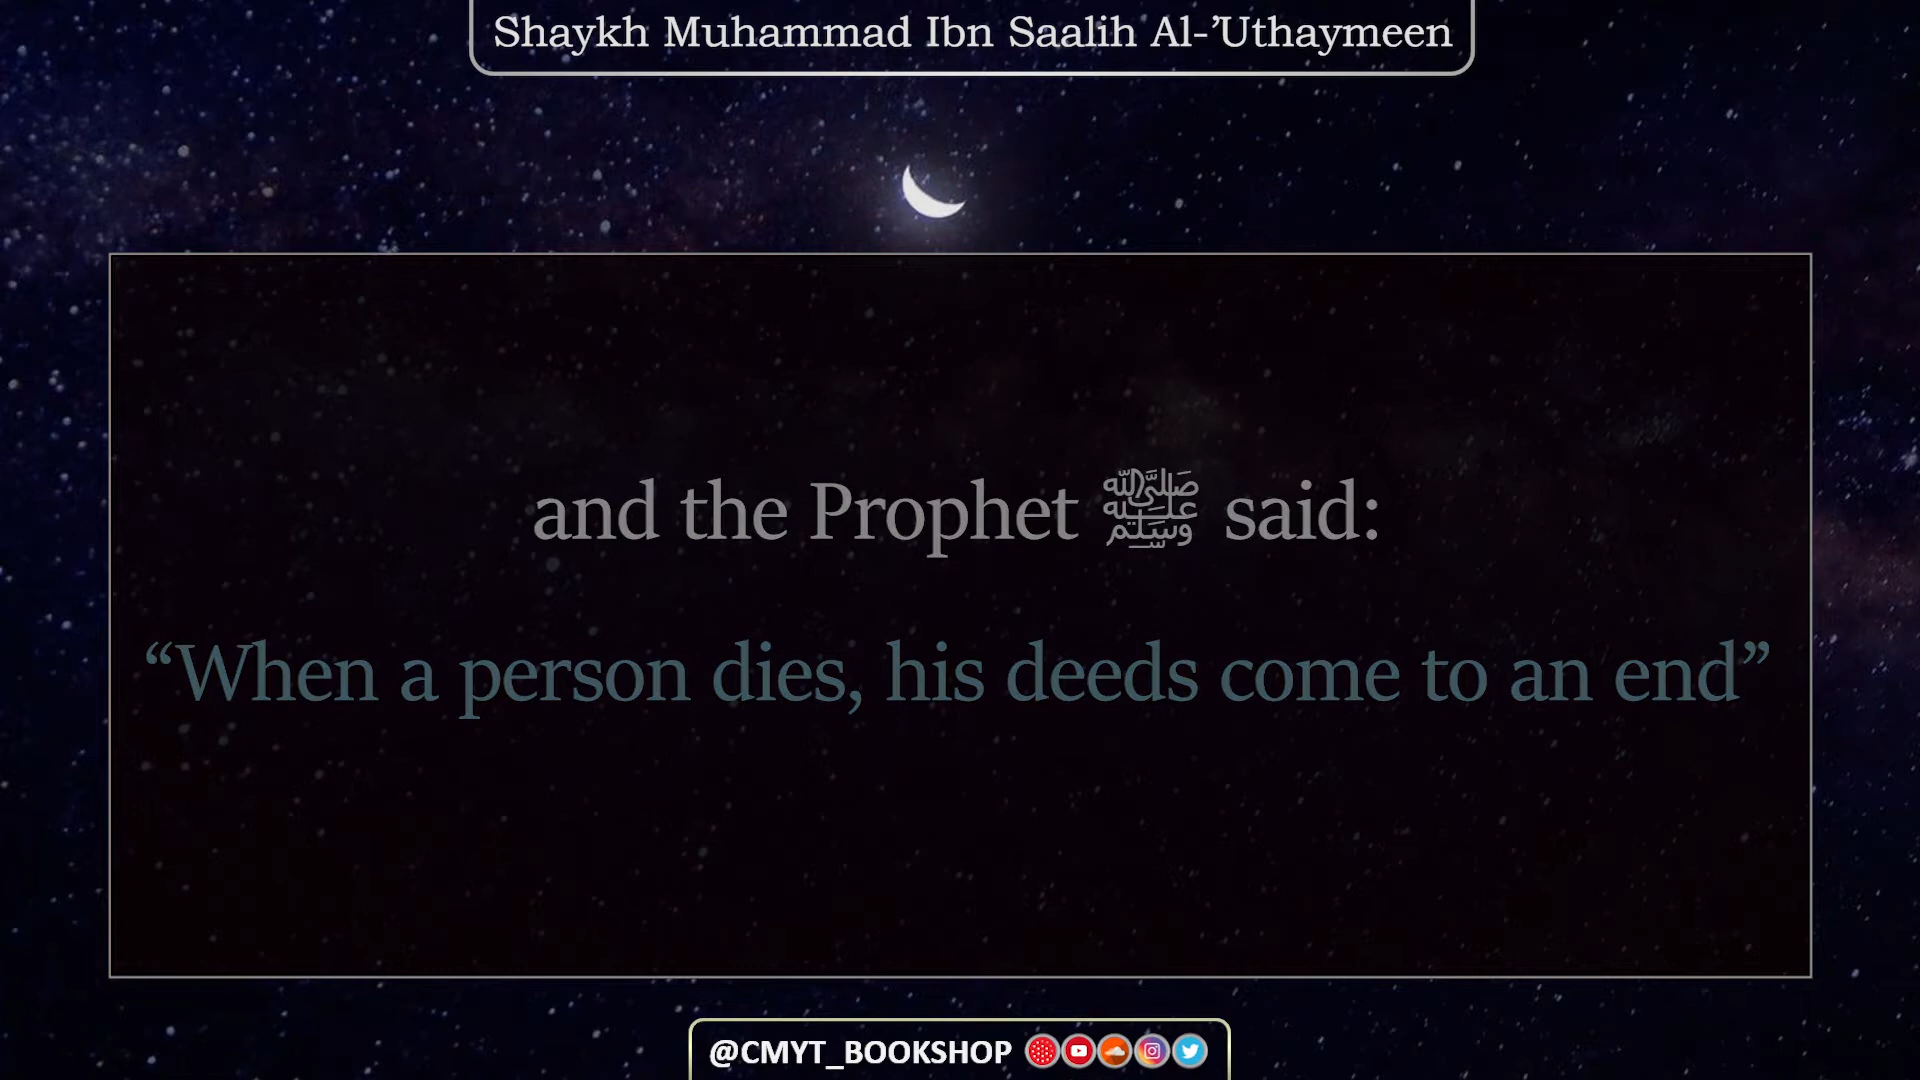 Shaykh Muhammad Ibn Saalih Al-’Uthaymeen
and the Prophet ﷺ said:
“When a person dies, his deeds come to an end”
@CMYT_BOOKSHOP